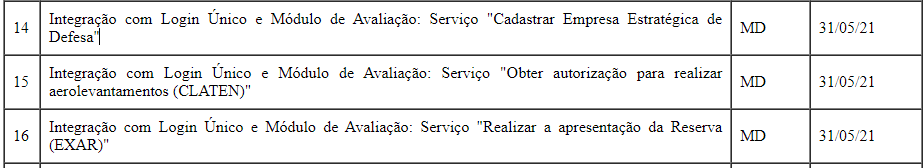 14 Integração com Login Único e Módulo de Avaliação: Serviço "Cadastrar Empresa Estratégica de MD 31/05/21
Defesa"
15 Integração com Login Único e Módulo de Avaliação: Serviço "Obter autorização para realizar MD 31/05/21
aerolevantamentos (CLATEN)"
16 Integração com Login Único e Módulo de Avaliação: Serviço "Realizar a apresentação da Reserva MD 31/05/21
(EXAR)"